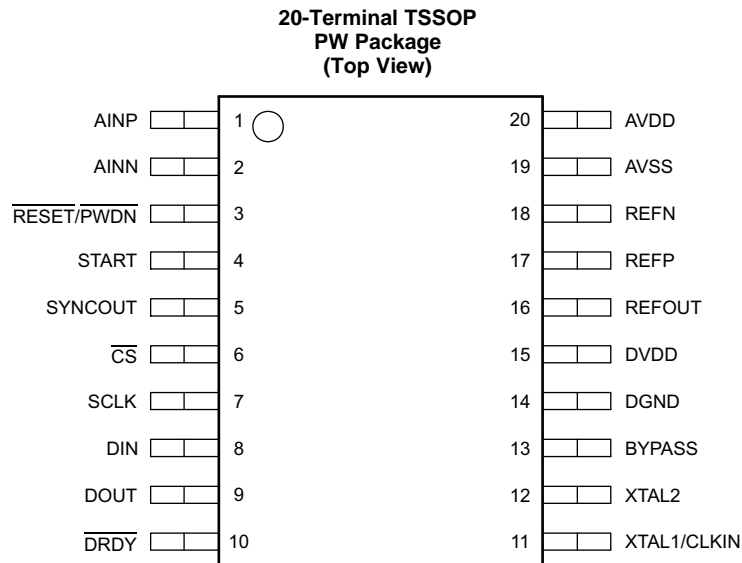 20-Terminal TSSOP
PW Package
(Top View)
AINP 1 20 AVDD
AINN 2 19 AVSS
RESET/PWDN 3 18 REFN
START 4 17 REFP
SYNCOUT 5 16 REFOUT
CS 6 15 DVDD
SCLK 7 14 DGND
DIN 8 13 BYPASS
DOUT 9 12 XTAL2
DRDY 10 11 XTAL1/CLKIN